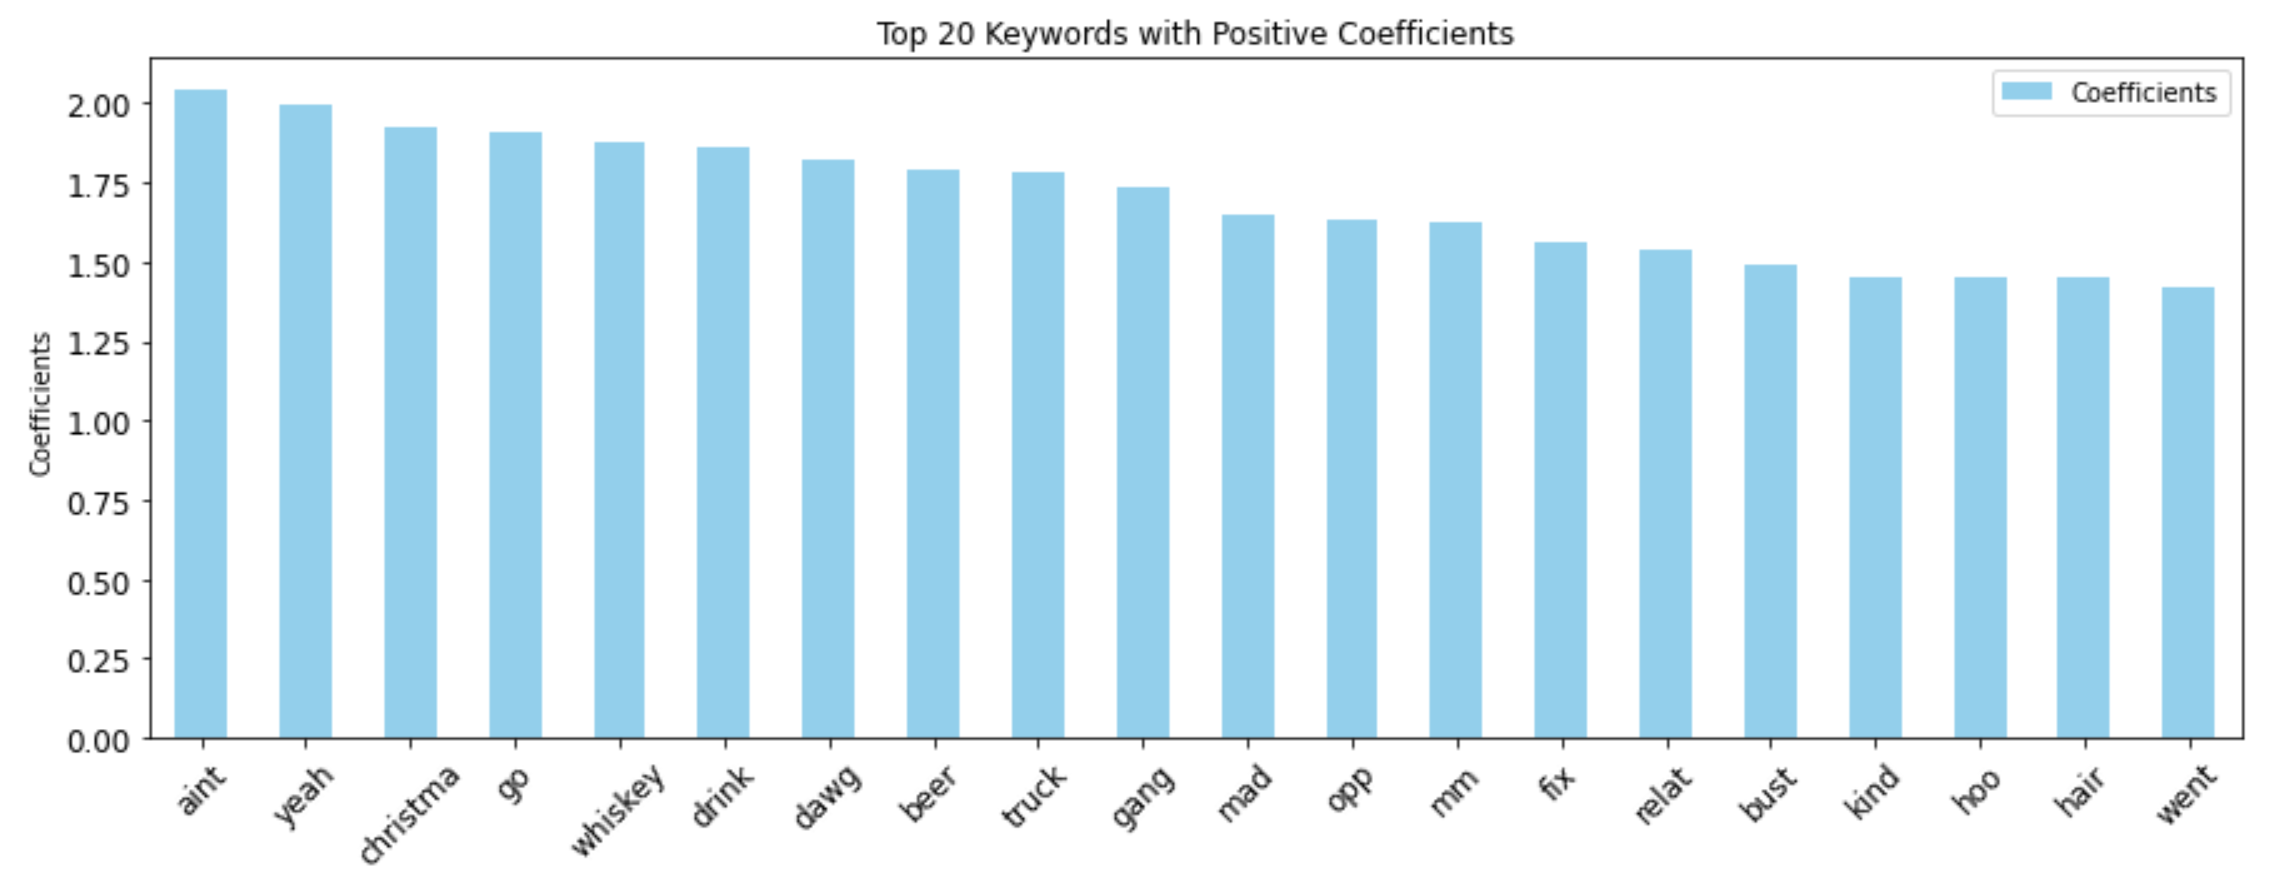 Top 20 Keywords with Positive Coefficients
Coefficients
2.00
1.75
1.50
1.25
1.00
0.75
0.50
0.25
0.00
Coefficients
aint
yeah
christma
go
whiskey
drink
dawg
beer
truck
gang
mad
opp
mm
fix
relat
bust
kind
hoo
hair
went